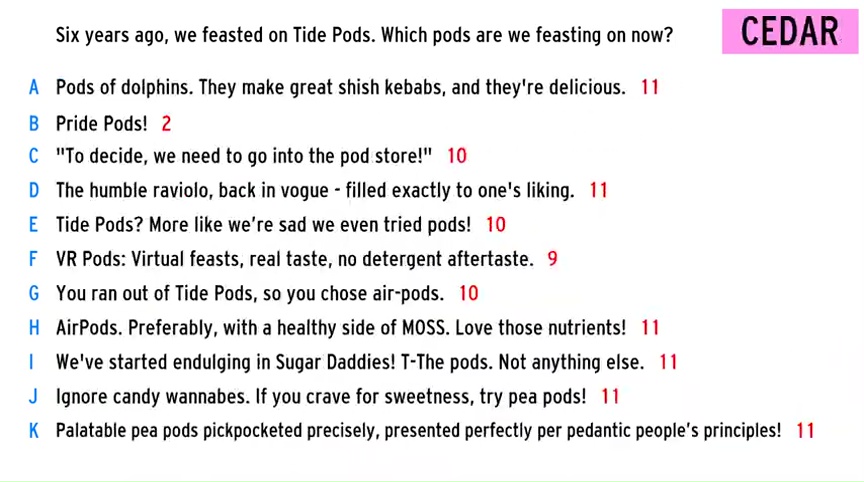 Six years ago, we feasted on Tide Pods. Which pods are we feasting on now?
CEDAR
A Pods of dolphins. They make great shish kebabs, and they're delicious. 11
B Pride Pods! 2
C "To decide, we need to go into the pod store!" 10
D The humble raviolo, back in vogue - filled exactly to one's liking. 11
E Tide Pods? More like we're sad we even tried pods! 10
F VR Pods: Virtual feasts, real taste, no detergent aftertaste. 9
G You ran out of Tide Pods, so you chose air-pods. 10
H AirPods. Preferably, with a healthy side of MOSS. Love those nutrients! 11
I We've started endulging in Sugar Daddies! T-The pods. Not anything else. 11
J Ignore candy wannabes. If you crave for sweetness, try pea pods! 11
K Palatable pea pods pickpocketed precisely, presented perfectly per pedantic people's principles! 11